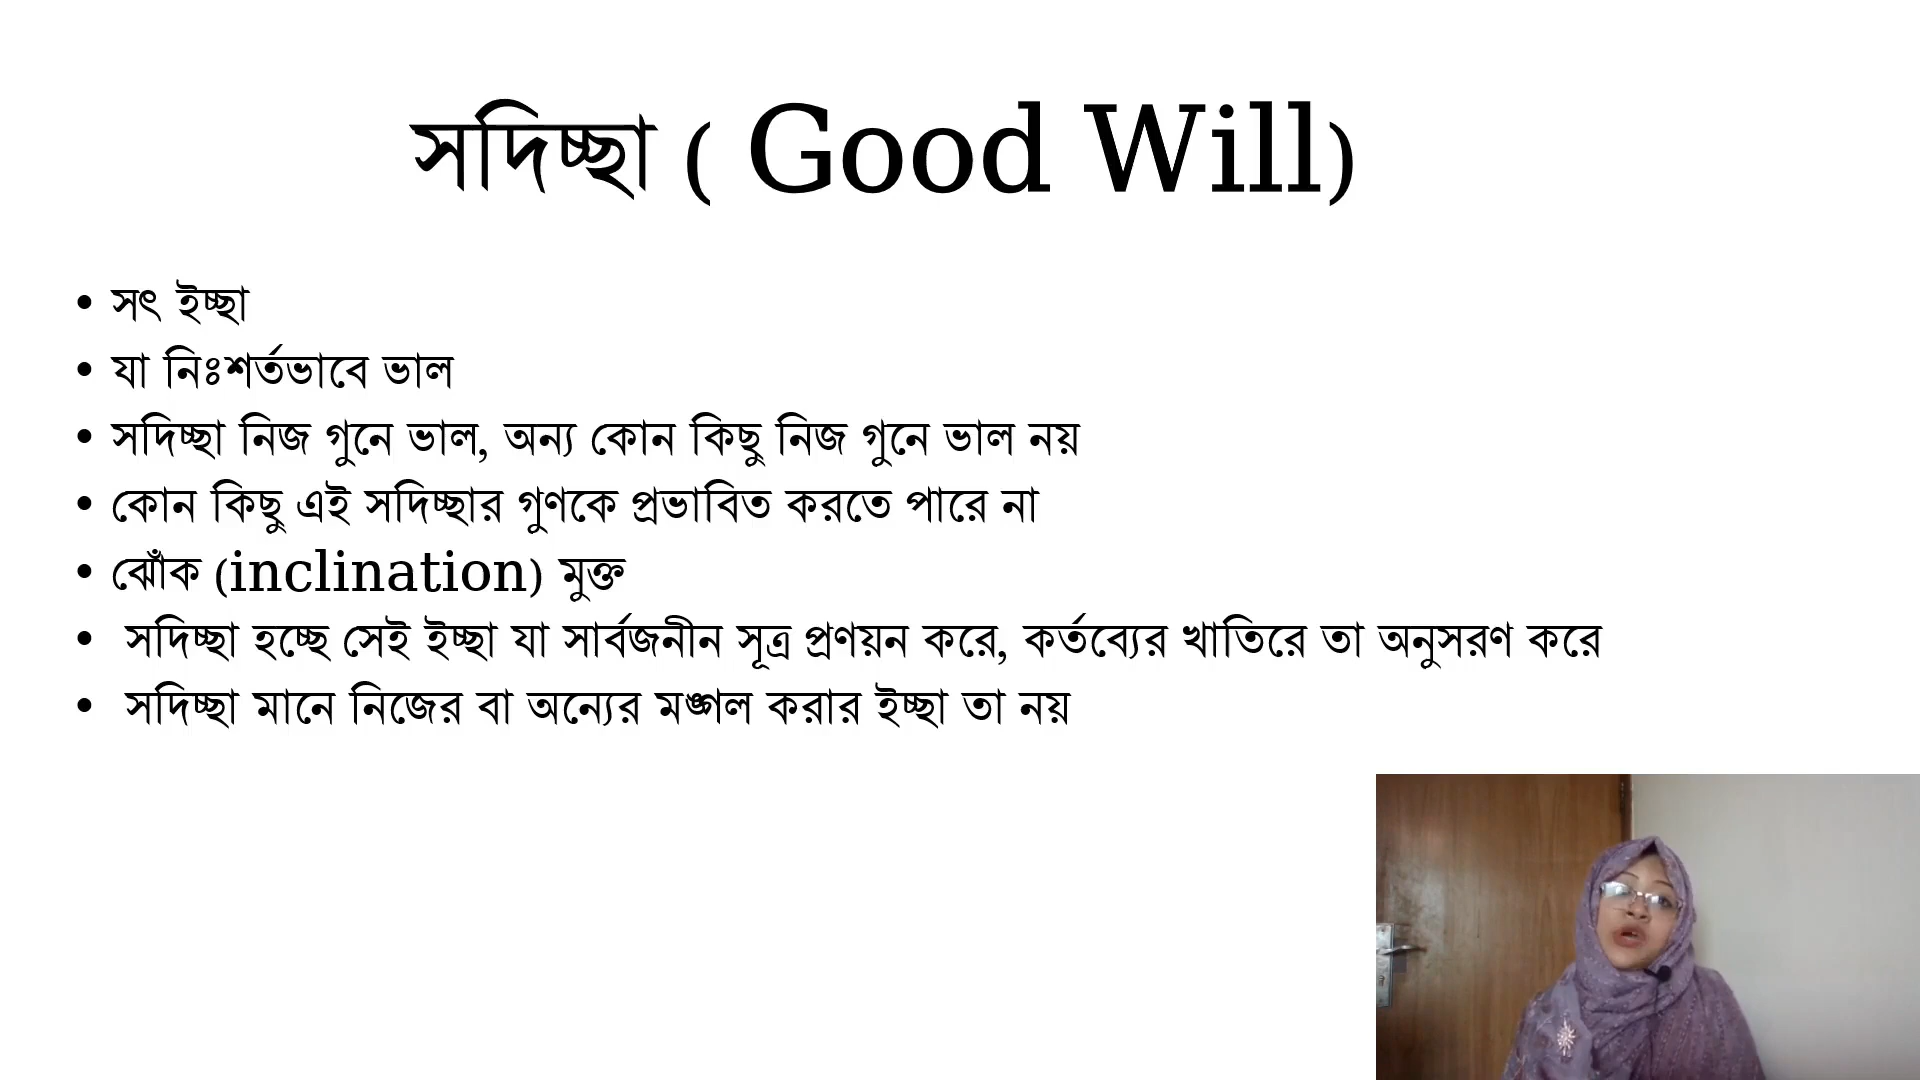 সদিচ্ছা ( Good Will)
• সৎ ইচ্ছা
• যা নিঃশর্তভাবে ভাল
• সদিচ্ছা নিজ গুনে ভাল, অন্য কোন কিছু নিজ গুনে ভাল নয়
• কোন কিছু এই সদিচ্ছার গুণকে প্রভাবিত করতে পারে না
• ঝোঁক (inclination) মুক্ত
• সদিচ্ছা হচ্ছে সেই ইচ্ছা যা সার্বজনীন সূত্র প্রণয়ন করে, কর্তব্যের খাতিরে তা অনুসরণ করে
• সদিচ্ছা মানে নিজের বা অন্যের মঙ্গল করার ইচ্ছা তা নয়